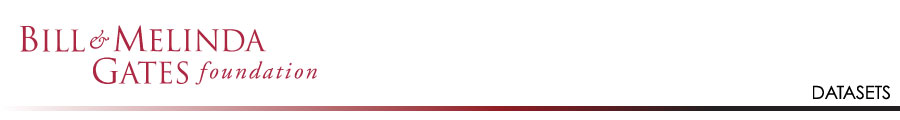 BILL & MELINDA
GATES foundation
DATASETS